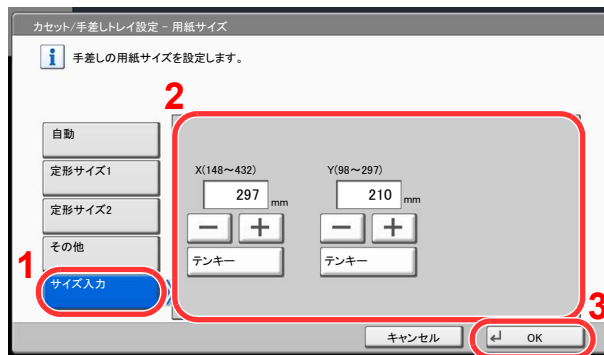 カセット/手差しトレイ設定 - 用紙サイズ
手差しの用紙サイズを設定します。
2
自動
定形サイズ1
X(148～432)
Y(98～297)
297 mm
210 mm
定形サイズ2
その他
テンキー
テンキー
1
サイズ入力
3
キャンセル
OK